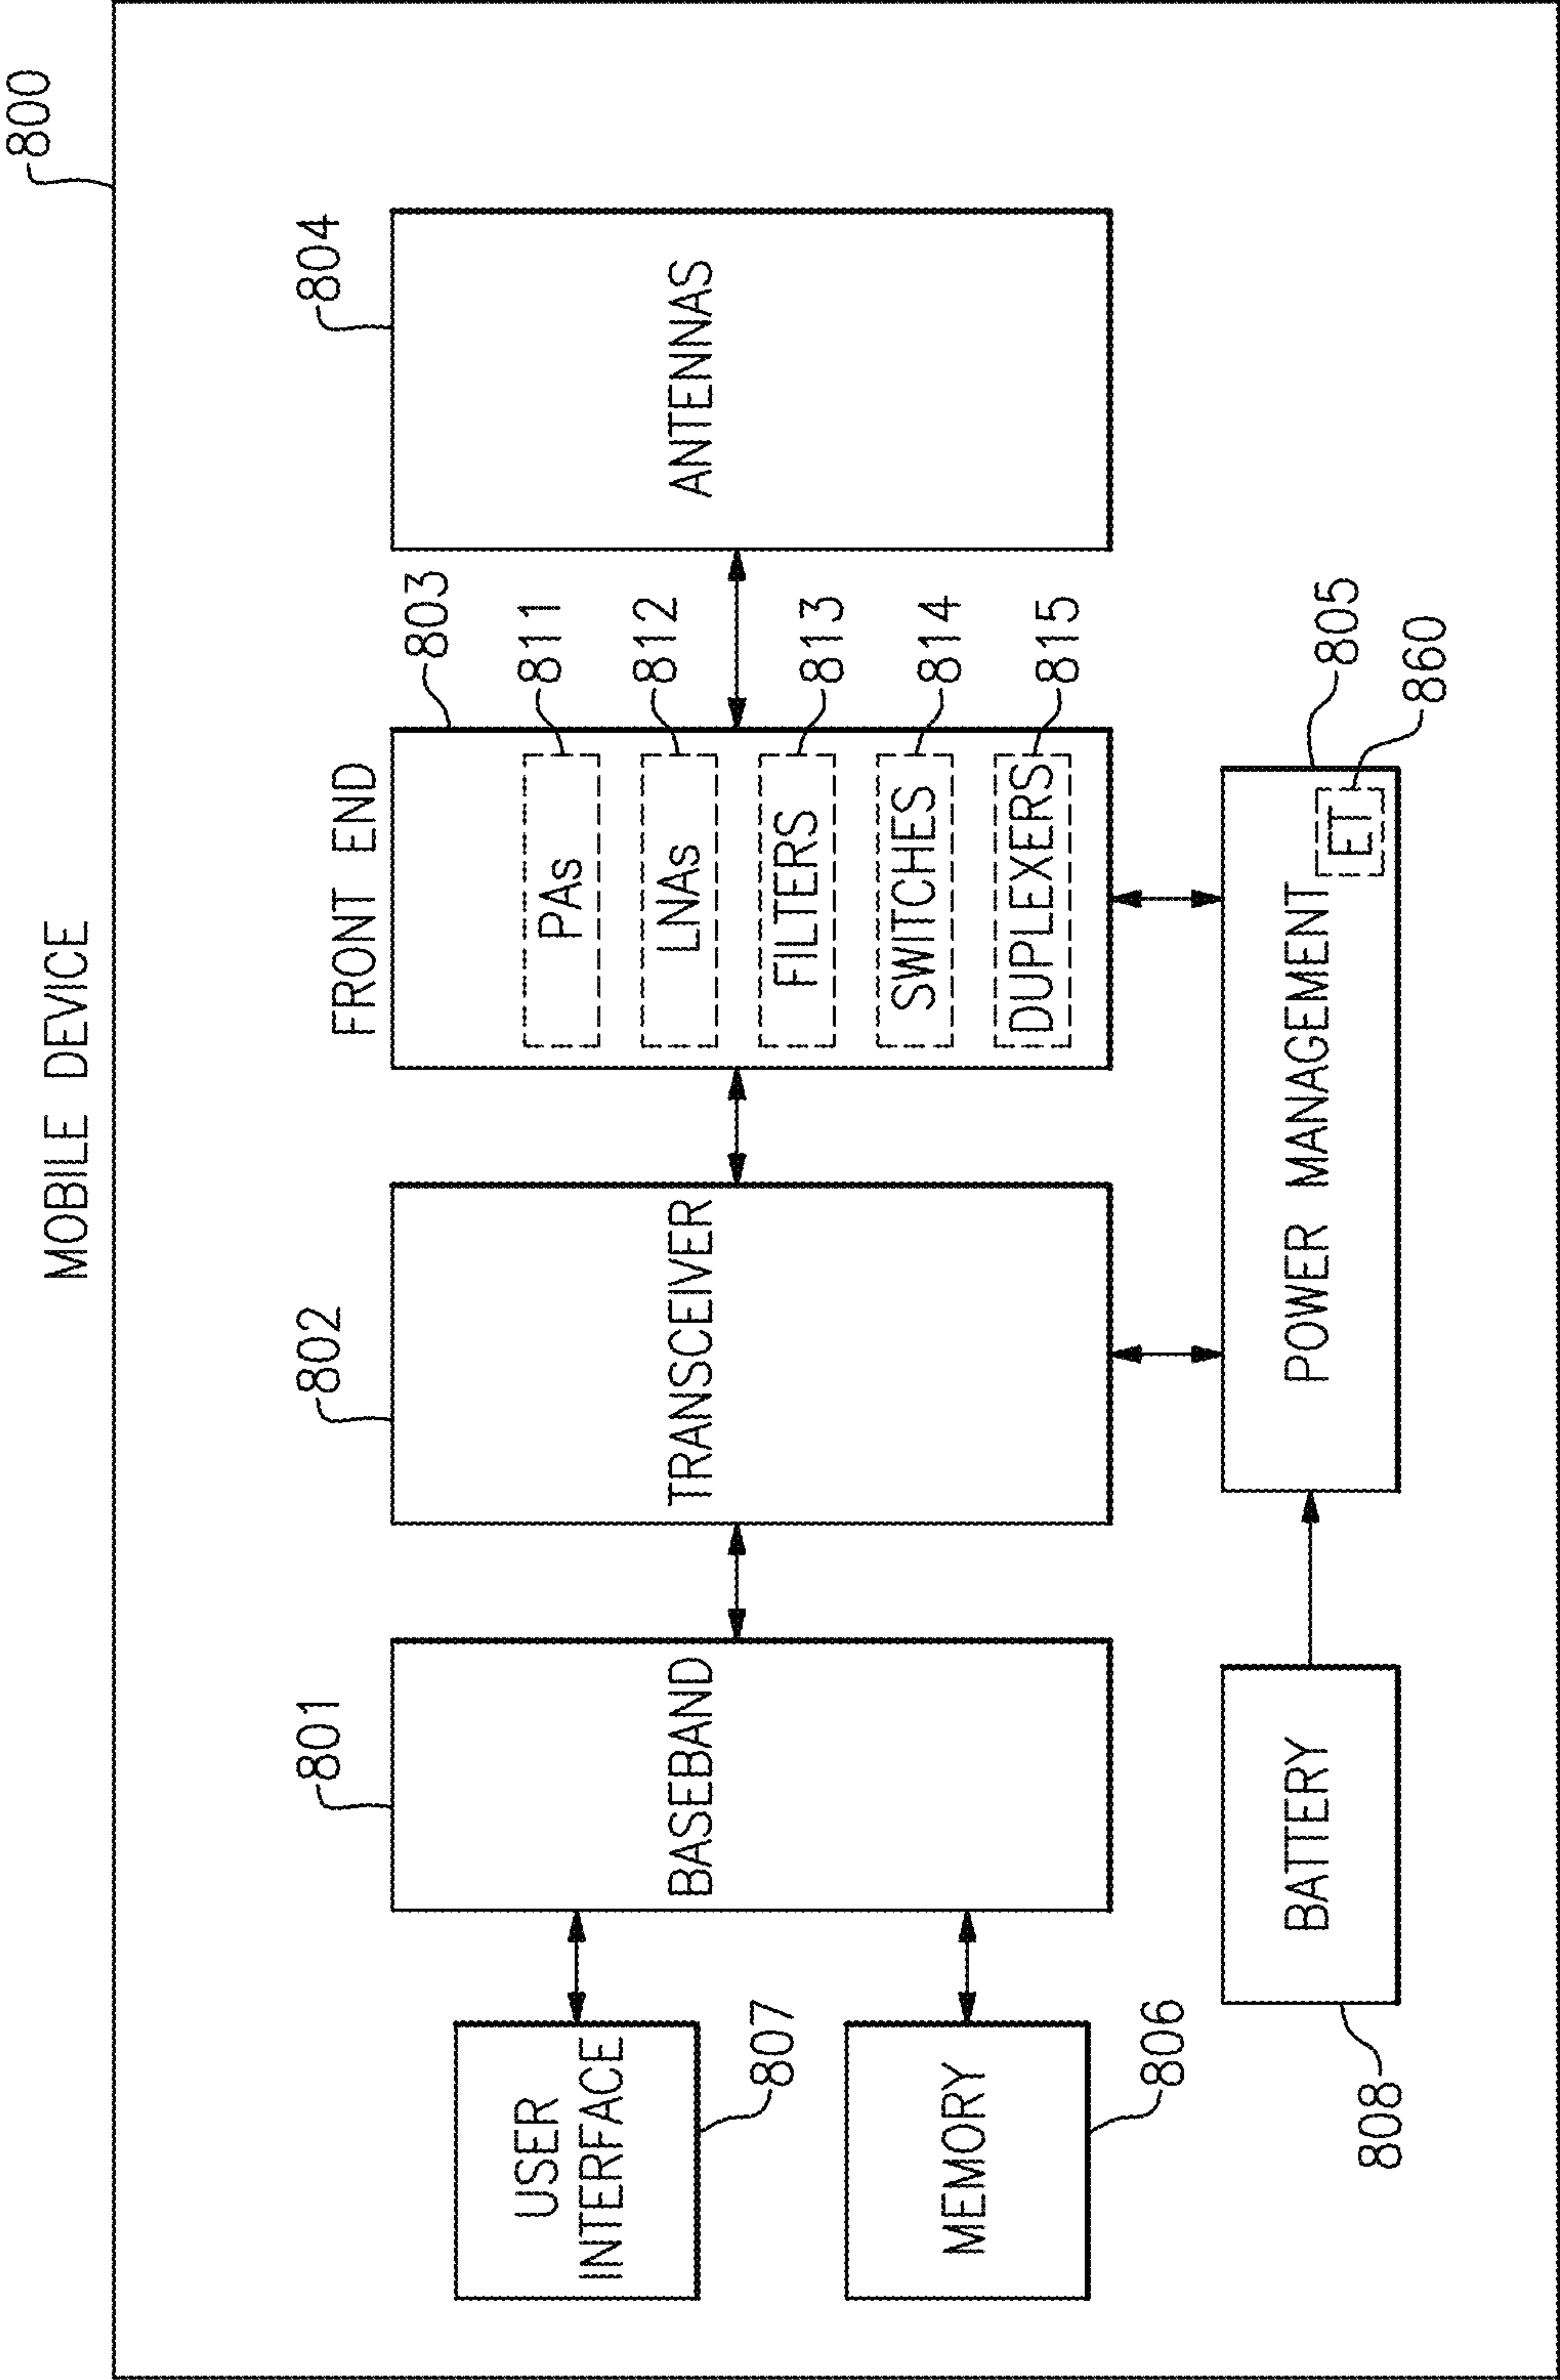 MOBILE DEVICE
800
801
802
FRONT END
803
804
USER
INTERFACE
807
BASEBAND
TRANSCEIVER
PAs
811
LNAs
812
FILTERS
813
SWITCHES
814
DUPLEXERS
815
ANTENNAS
MEMORY
806
BATTERY
808
POWER MANAGEMENT
ET
805
860